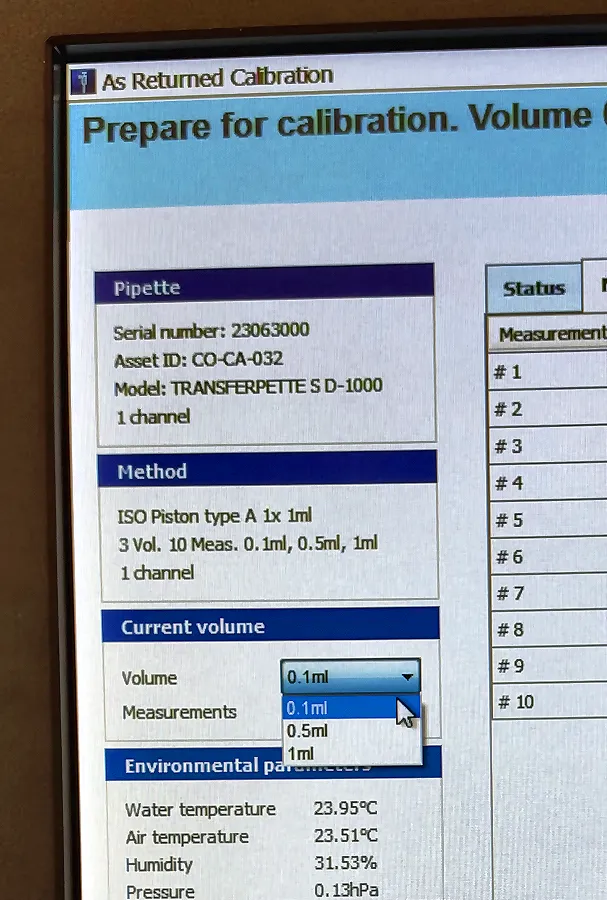 As Returned Calibration
Prepare for calibration. Volume
Pipette
Serial number: 23063000
Asset ID: CO-CA-032
Model: TRANSFERPETTE S D-1000
1 channel
Method
ISO Piston type A 1x 1ml
3 Vol. 10 Meas. 0.1ml, 0.5ml, 1ml
1 channel
Current volume
Volume 0.1ml
Measurements
0.1ml
0.5ml
1ml
Environmental parameters
Water temperature 23.95°C
Air temperature 23.51°C
Humidity 31.53%
Pressure 0.13hPa
Status
Measurement
# 1
# 2
# 3
# 4
# 5
# 6
# 7
# 8
# 9
# 10